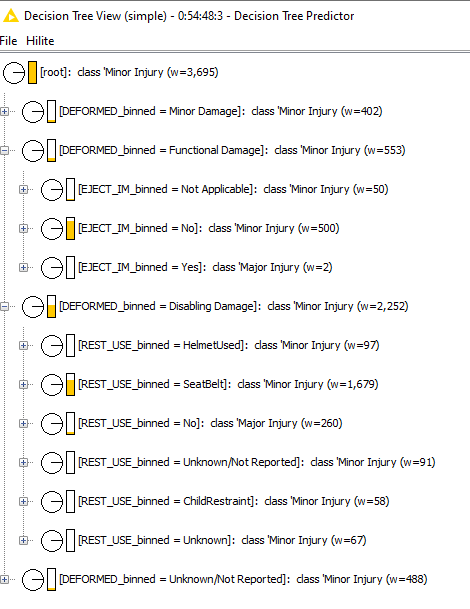 Decision Tree View (simple) - 0:54:48:3 - Decision Tree Predictor
File Hilite
[root]: class 'Minor Injury (w=3,695)
[DEFORMED_binned = Minor Damage]: class 'Minor Injury (w=402)
[DEFORMED_binned = Functional Damage]: class 'Minor Injury (w=553)
[EJECT_IM_binned = Not Applicable]: class 'Minor Injury (w=50)
[EJECT_IM_binned = No]: class 'Minor Injury (w=500)
[EJECT_IM_binned = Yes]: class 'Major Injury (w=2)
[DEFORMED_binned = Disabling Damage]: class 'Minor Injury (w=2,252)
[REST_USE_binned = HelmetUsed]: class 'Minor Injury (w=97)
[REST_USE_binned = SeatBelt]: class 'Minor Injury (w=1,679)
[REST_USE_binned = No]: class 'Major Injury (w=260)
[REST_USE_binned = Unknown/Not Reported]: class 'Minor Injury (w=91)
[REST_USE_binned = ChildRestraint]: class 'Minor Injury (w=58)
[REST_USE_binned = Unknown]: class 'Minor Injury (w=67)
[DEFORMED_binned = Unknown/Not Reported]: class 'Minor Injury (w=488)